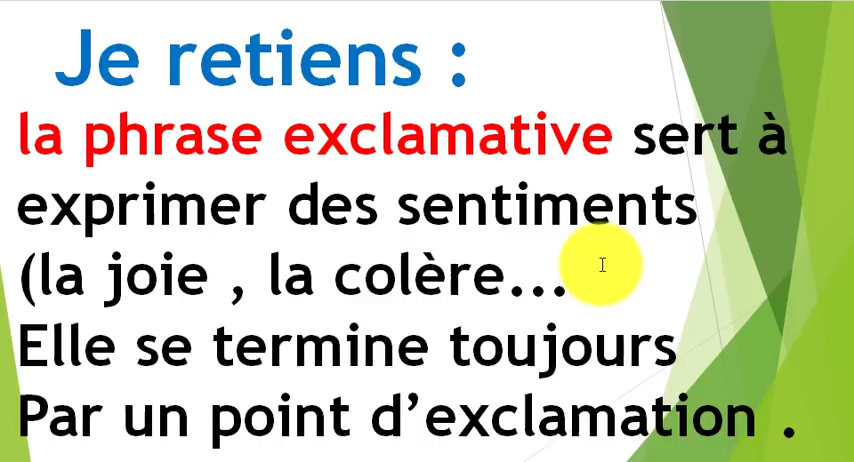 Je retiens :
la phrase exclamative sert à
exprimer des sentiments
(la joie , la colère...
Elle se termine toujours
Par un point d’exclamation .